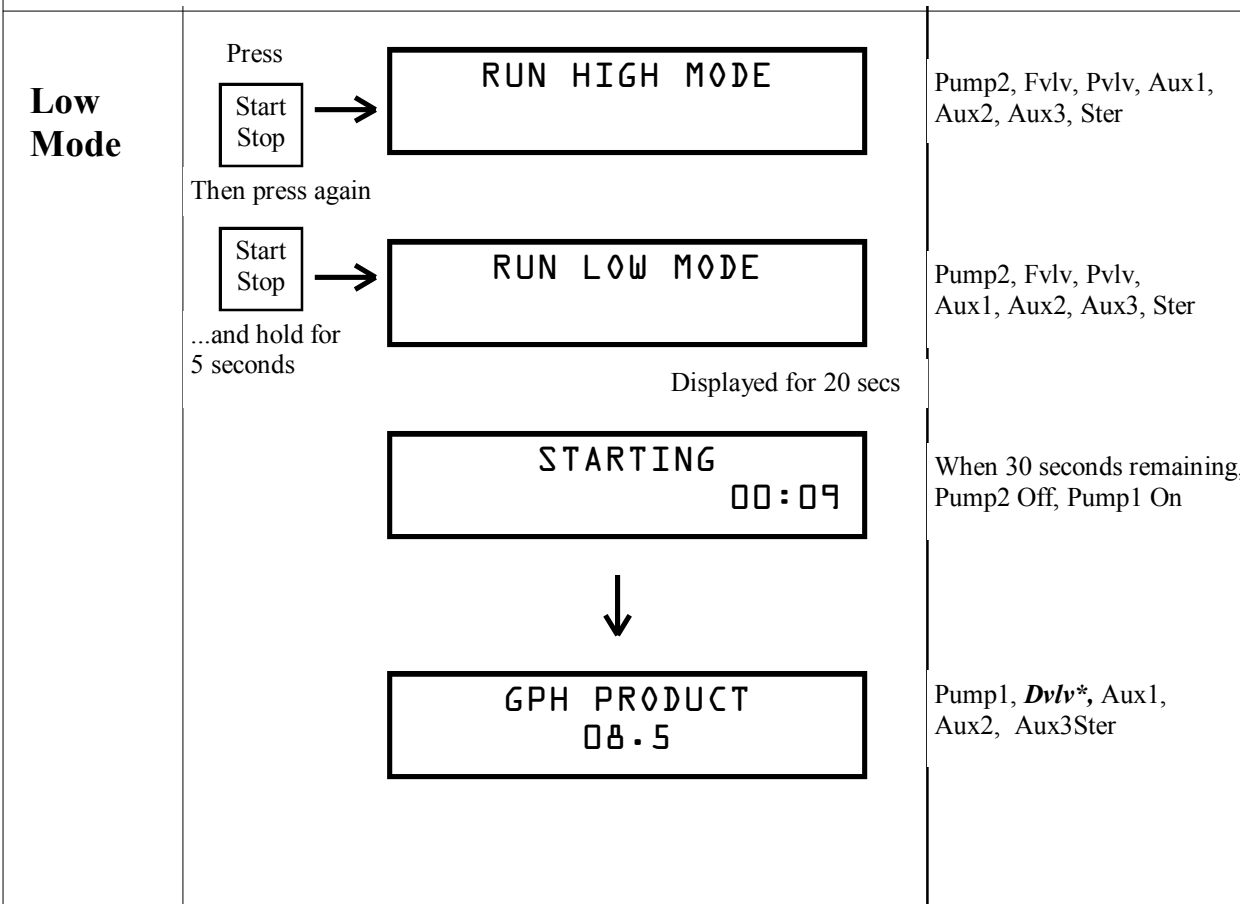 Low
Mode
Press
Start
Stop
RUN HIGH MODE
Pump2, Fvlv, Pvlv, Aux1,
Aux2, Aux3, Ster
Then press again
Start
Stop
RUN LOW MODE
Pump2, Fvlv, Pvlv,
Aux1, Aux2, Aux3, Ster
...and hold for
5 seconds
Displayed for 20 secs
STARTING
00:09
When 30 seconds remaining,
Pump2 Off, Pump1 On
GPH PRODUCT
08.5
Pump1, Dvlv*, Aux1,
Aux2, Aux3Ster